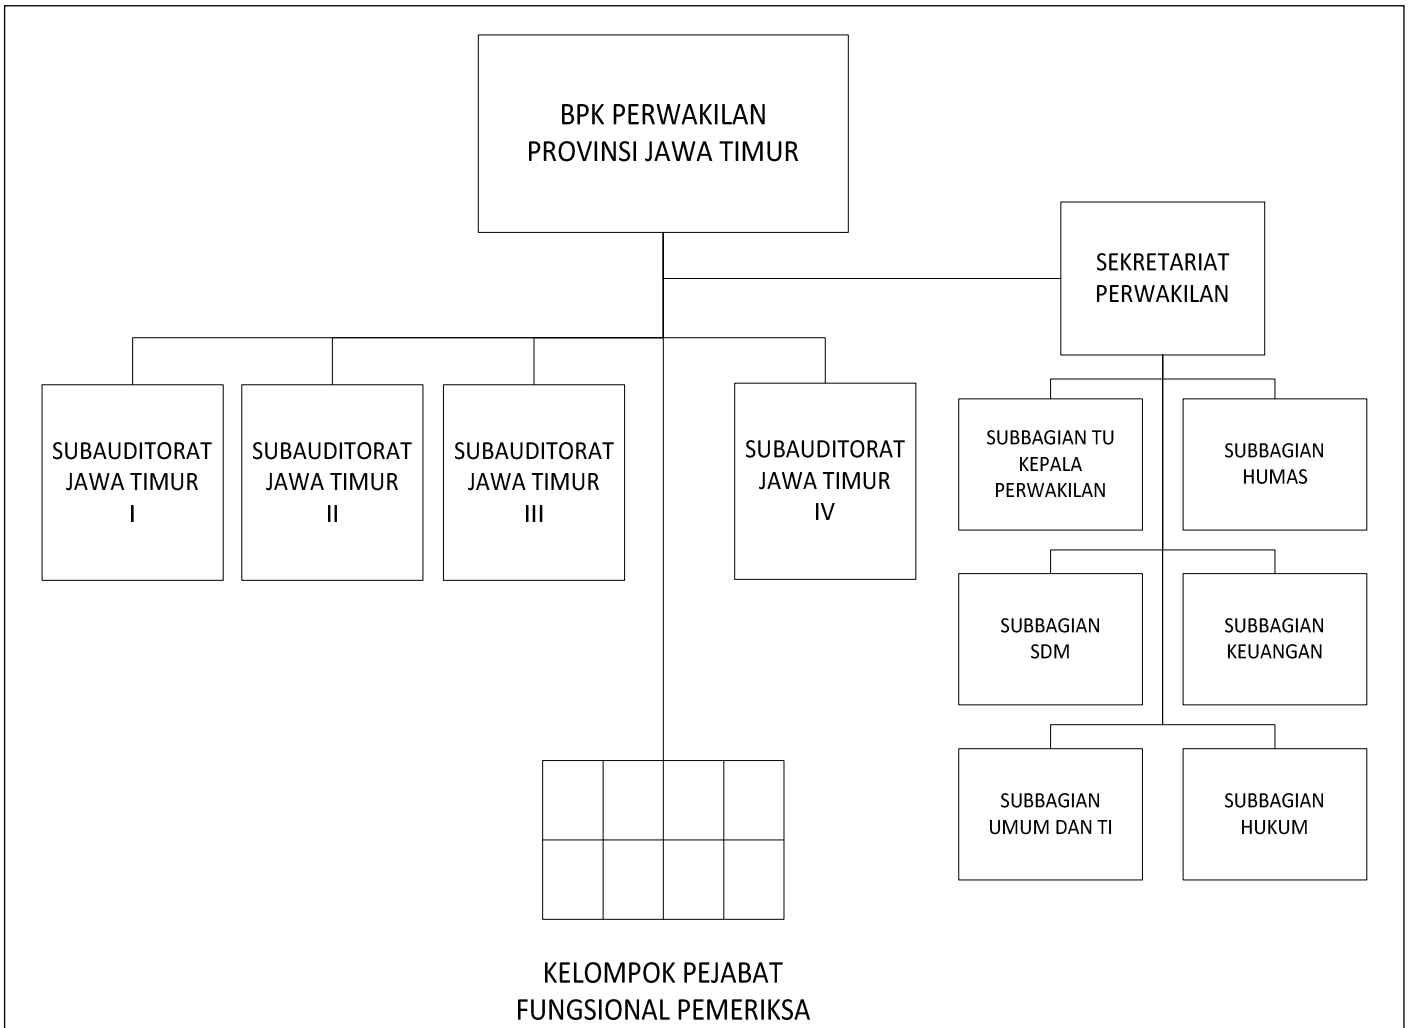 BPK PERWAKILAN
PROVINSI JAWA TIMUR
SEKRETARIAT
PERWAKILAN
SUBAUDITORAT
JAWA TIMUR
I
SUBAUDITORAT
JAWA TIMUR
II
SUBAUDITORAT
JAWA TIMUR
III
SUBAUDITORAT
JAWA TIMUR
IV
SUBBAGIAN TU
KEPALA
PERWAKILAN
SUBBAGIAN
HUMAS
SUBBAGIAN
SDM
SUBBAGIAN
KEUANGAN
SUBBAGIAN
UMUM DAN TI
SUBBAGIAN
HUKUM
KELOMPOK PEJABAT
FUNGSIONAL PEMERIKSA